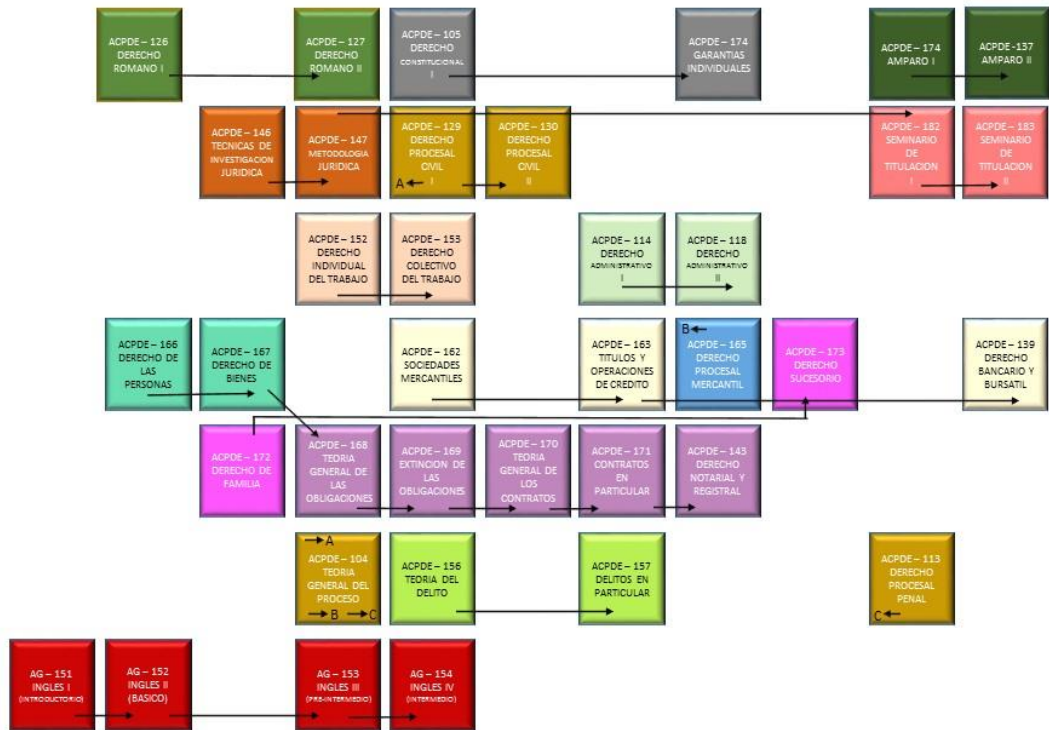 ACPDE – 126
DERECHO
ROMANO I
ACPDE – 127
DERECHO
ROMANO II
ACPDE – 105
DERECHO
CONSTITUCIONAL
I
ACPDE – 174
GARANTIAS
INDIVIDUALES
ACPDE – 174
AMPARO I
ACPDE -137
AMPARO II
ACPDE – 146
TECNICAS DE
INVESTIGACION
JURIDICA
ACPDE – 147
METODOLOGIA
JURIDICA
ACPDE – 129
DERECHO
PROCESAL
CIVIL
I
A
ACPDE – 130
DERECHO
PROCESAL
CIVIL
II
ACPDE – 182
SEMINARIO
DE
TITULACION
I
ACPDE – 183
SEMINARIO
DE
TITULACION
II
ACPDE – 152
DERECHO
INDIVIDUAL
DEL TRABAJO
ACPDE – 153
DERECHO
COLECTIVO
DEL TRABAJO
ACPDE – 114
DERECHO
ADMINISTRATIVO
I
ACPDE – 118
DERECHO
ADMINISTRATIVO
II
ACPDE – 166
DERECHO DE
LAS
PERSONAS
ACPDE – 167
DERECHO DE
BIENES
ACPDE – 162
SOCIEDADES
MERCANTILES
ACPDE – 163
TITULOS Y
OPERACIONES
DE CREDITO
B
ACPDE – 165
DERECHO
PROCESAL
MERCANTIL
ACPDE – 173
DERECHO
SUCESORIO
ACPDE – 139
DERECHO
BANCARIO Y
BURSATIL
ACPDE – 172
DERECHO DE
FAMILIA
ACPDE – 168
TEORIA
GENERAL DE
LAS
OBLIGACIONES
ACPDE – 169
EXTINCION DE
LAS
OBLIGACIONES
ACPDE – 170
TEORIA
GENERAL DE
LOS
CONTRATOS
ACPDE – 171
CONTRATOS
EN
PARTICULAR
ACPDE – 143
DERECHO
NOTARIAL Y
REGISTRAL
A
ACPDE – 104
TEORIA
GENERAL DEL
PROCESO
B C
ACPDE – 156
TEORIA DEL
DELITO
ACPDE – 157
DELITOS EN
PARTICULAR
ACPDE – 113
DERECHO
PROCESAL
PENAL
C
AG – 151
INGLES I
(INTRODUCTORIO)
AG – 152
INGLES II
(BASICO)
AG – 153
INGLES III
(PRE-INTERMEDIO)
AG – 154
INGLES IV
(INTERMEDIO)